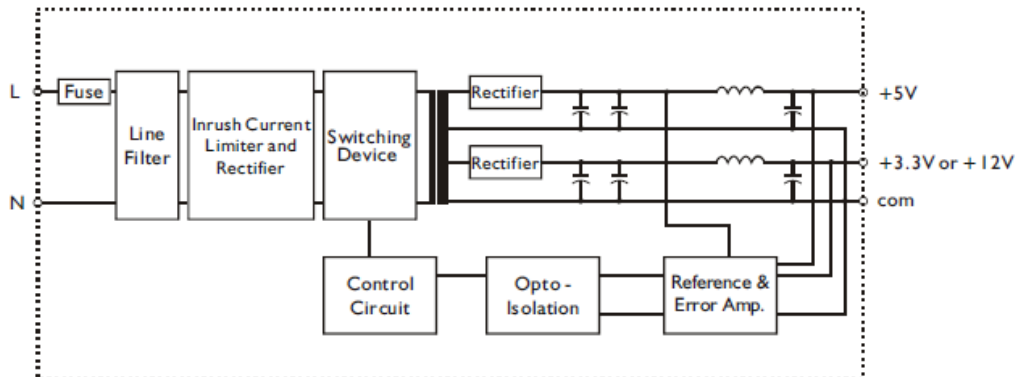 L
Fuse
Line
Filter
Inrush Current
Limiter and
Rectifier
Switching
Device
Rectifier
+5V
Rectifier
+3.3V or +12V
N
com
Control
Circuit
Opto -
Isolation
Reference &
Error Amp.